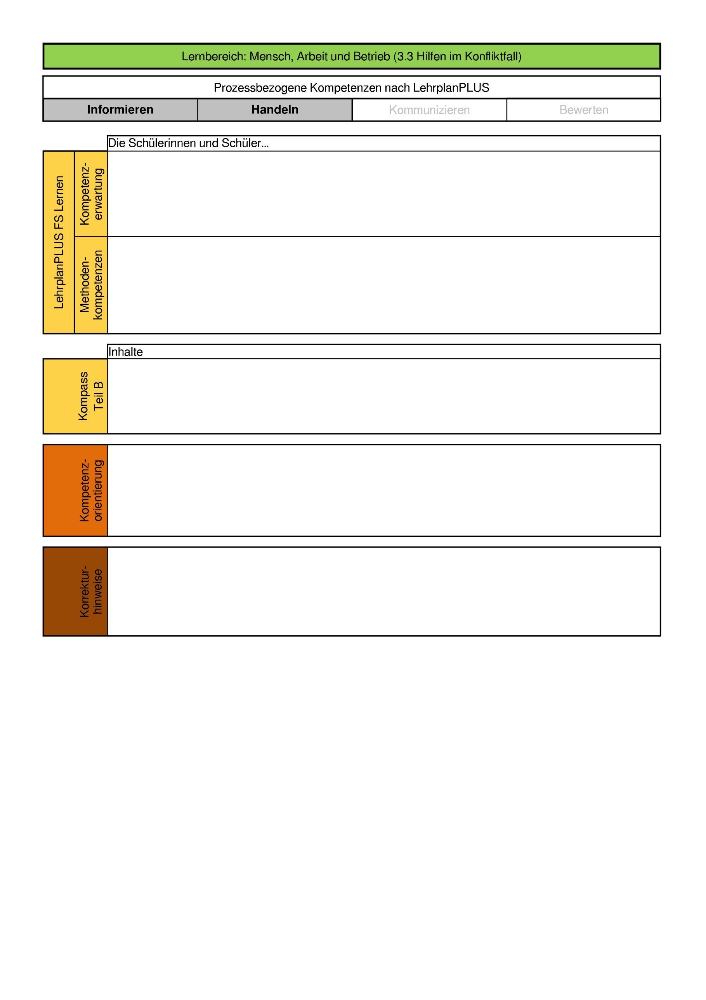 Lernbereich: Mensch, Arbeit und Betrieb (3.3 Hilfen im Konfliktfall)
Prozessbezogene Kompetenzen nach LehrplanPLUS
Informieren
Handeln
Kommunizieren
Bewerten
Die Schülerinnen und Schüler...
LehrplanPLUS FS Lernen
Kompetenz-
erwartung
Methoden-
kompetenzen
Inhalte
Kompass
Teil B
Kompetenz-
orientierung
Korrektur-
hinweise